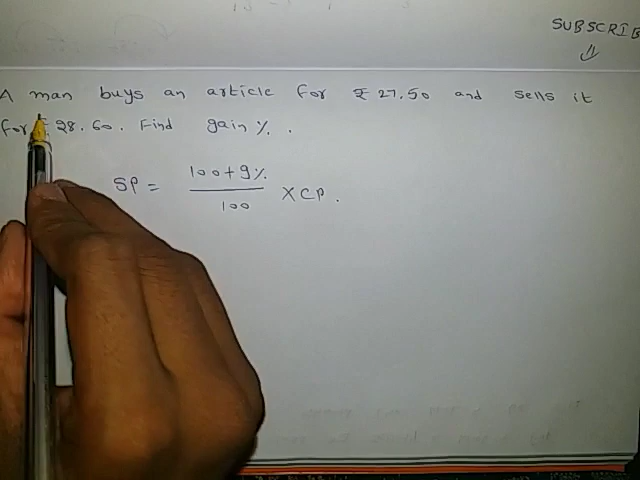 SUBSCRIB
A man buys an article for ₹ 27.50 and sells it
for ₹ 28.60. Find gain %.
SP = 100+g% / 100 × CP.